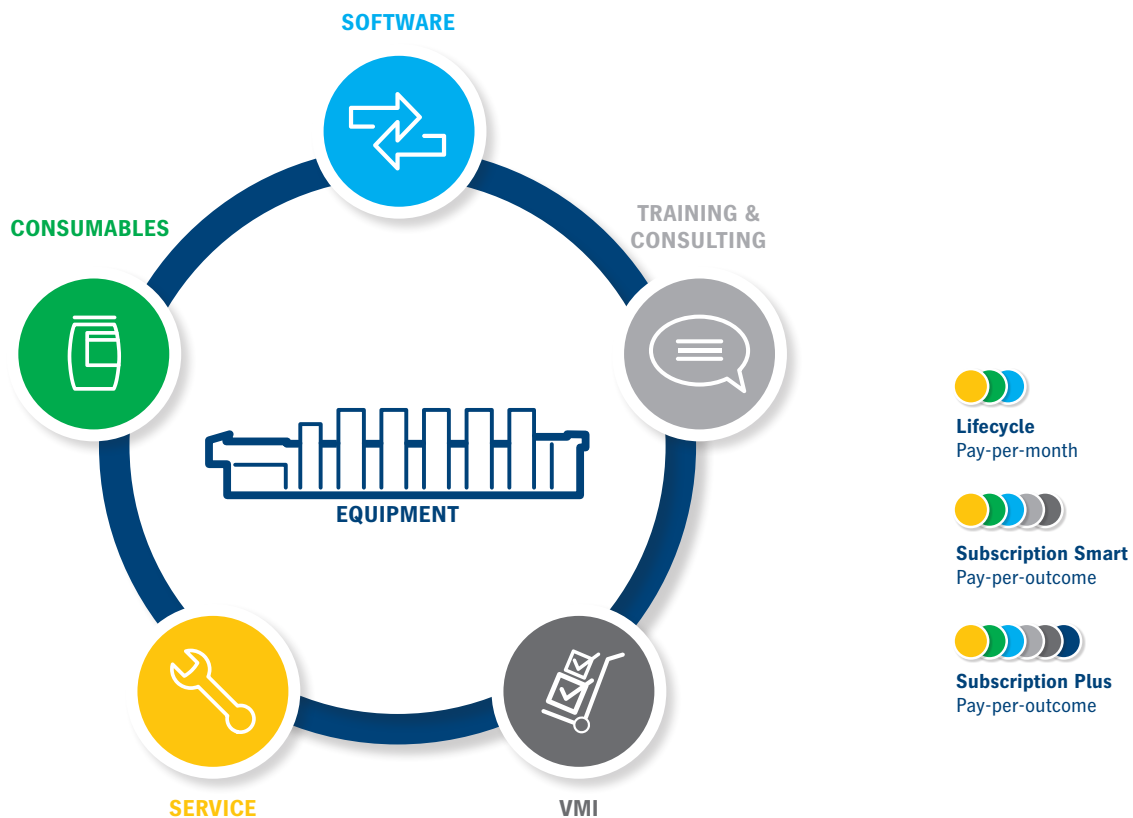 SOFTWARE
TRAINING &
CONSULTING
CONSUMABLES
EQUIPMENT
SERVICE
VMI
Lifecycle
Pay-per-month
Subscription Smart
Pay-per-outcome
Subscription Plus
Pay-per-outcome